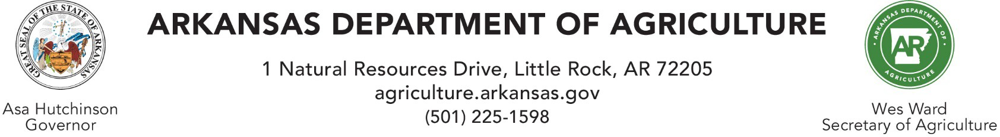 GREAT SEAL OF THE STATE OF ARKANSAS
Asa Hutchinson
Governor
ARKANSAS DEPARTMENT OF AGRICULTURE
1 Natural Resources Drive, Little Rock, AR 72205
agriculture.arkansas.gov
(501) 225-1598
• ARKANSAS DEPARTMENT OF •
AR
AGRICULTURE
Wes Ward
Secretary of Agriculture